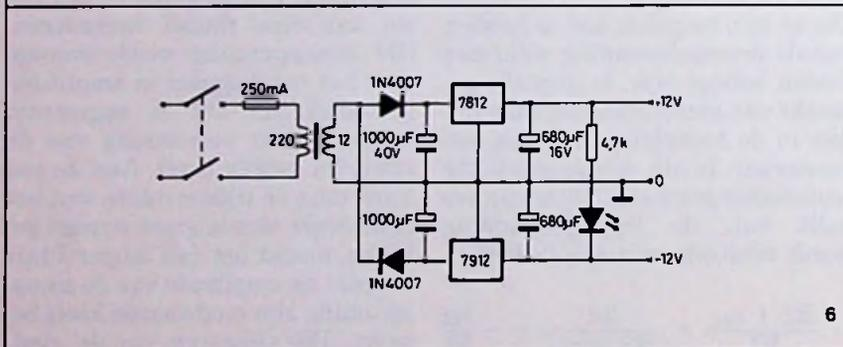 1N4007
250mA
7812
+12V
220
12
1000µF
40V
680µF
16V
4,7k
0
1000µF
680µF
1N4007
7912
-12V
6